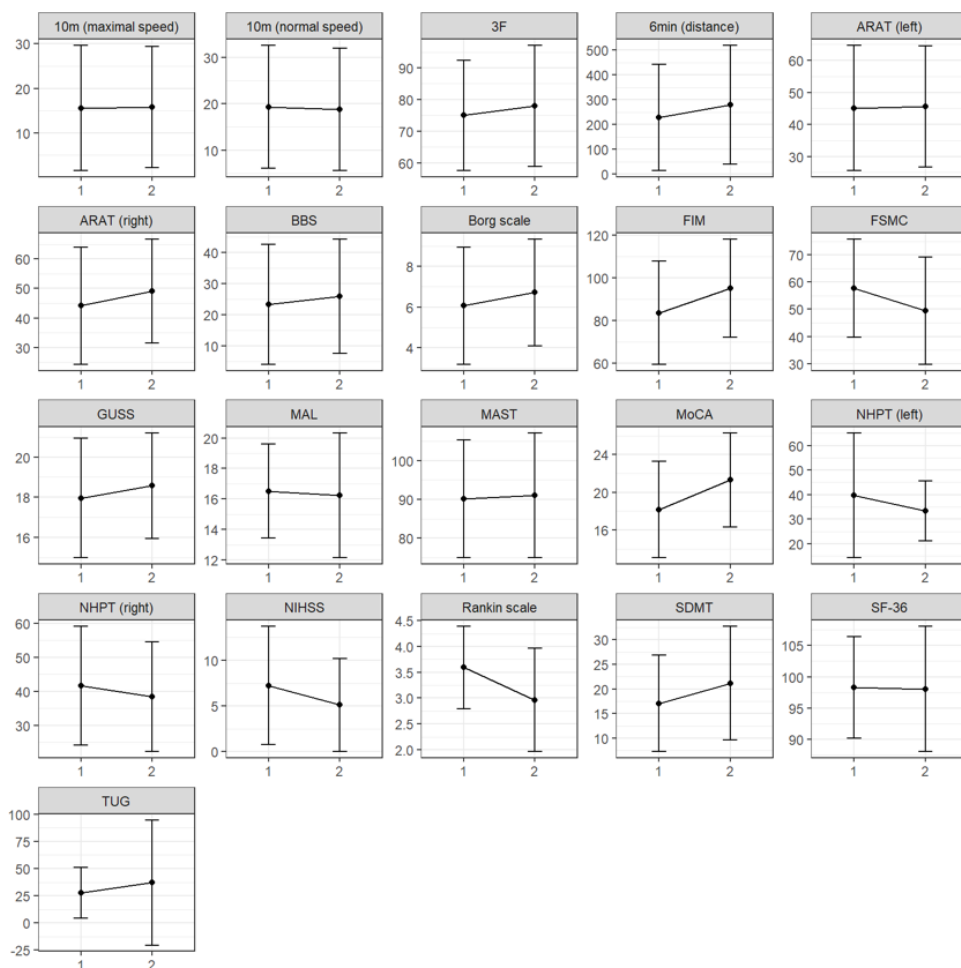 10m (maximal speed) 10m (normal speed) 3F 6min (distance) ARAT (left)
30 20 10 1 2
30 20 10 1 2
90 80 70 60 1 2
500 400 300 200 100 0 1 2
60 50 40 30 1 2
ARAT (right) BBS Borg scale FIM FSMC
60 50 40 30 1 2
40 30 20 10 1 2
8 6 4 1 2
120 100 80 60 1 2
70 60 50 40 30 1 2
GUSS MAL MAST MoCA NHPT (left)
20 18 16 1 2
20 18 16 14 12 1 2
100 90 80 1 2
24 20 16 1 2
60 50 40 30 20 1 2
NHPT (right) NIHSS Rankin scale SDMT SF-36
60 50 40 30 1 2
10 5 0 1 2
4.5 4.0 3.5 3.0 2.5 2.0 1 2
30 25 20 15 10 1 2
105 100 95 90 1 2
TUG
100 75 50 25 0 -25 1 2